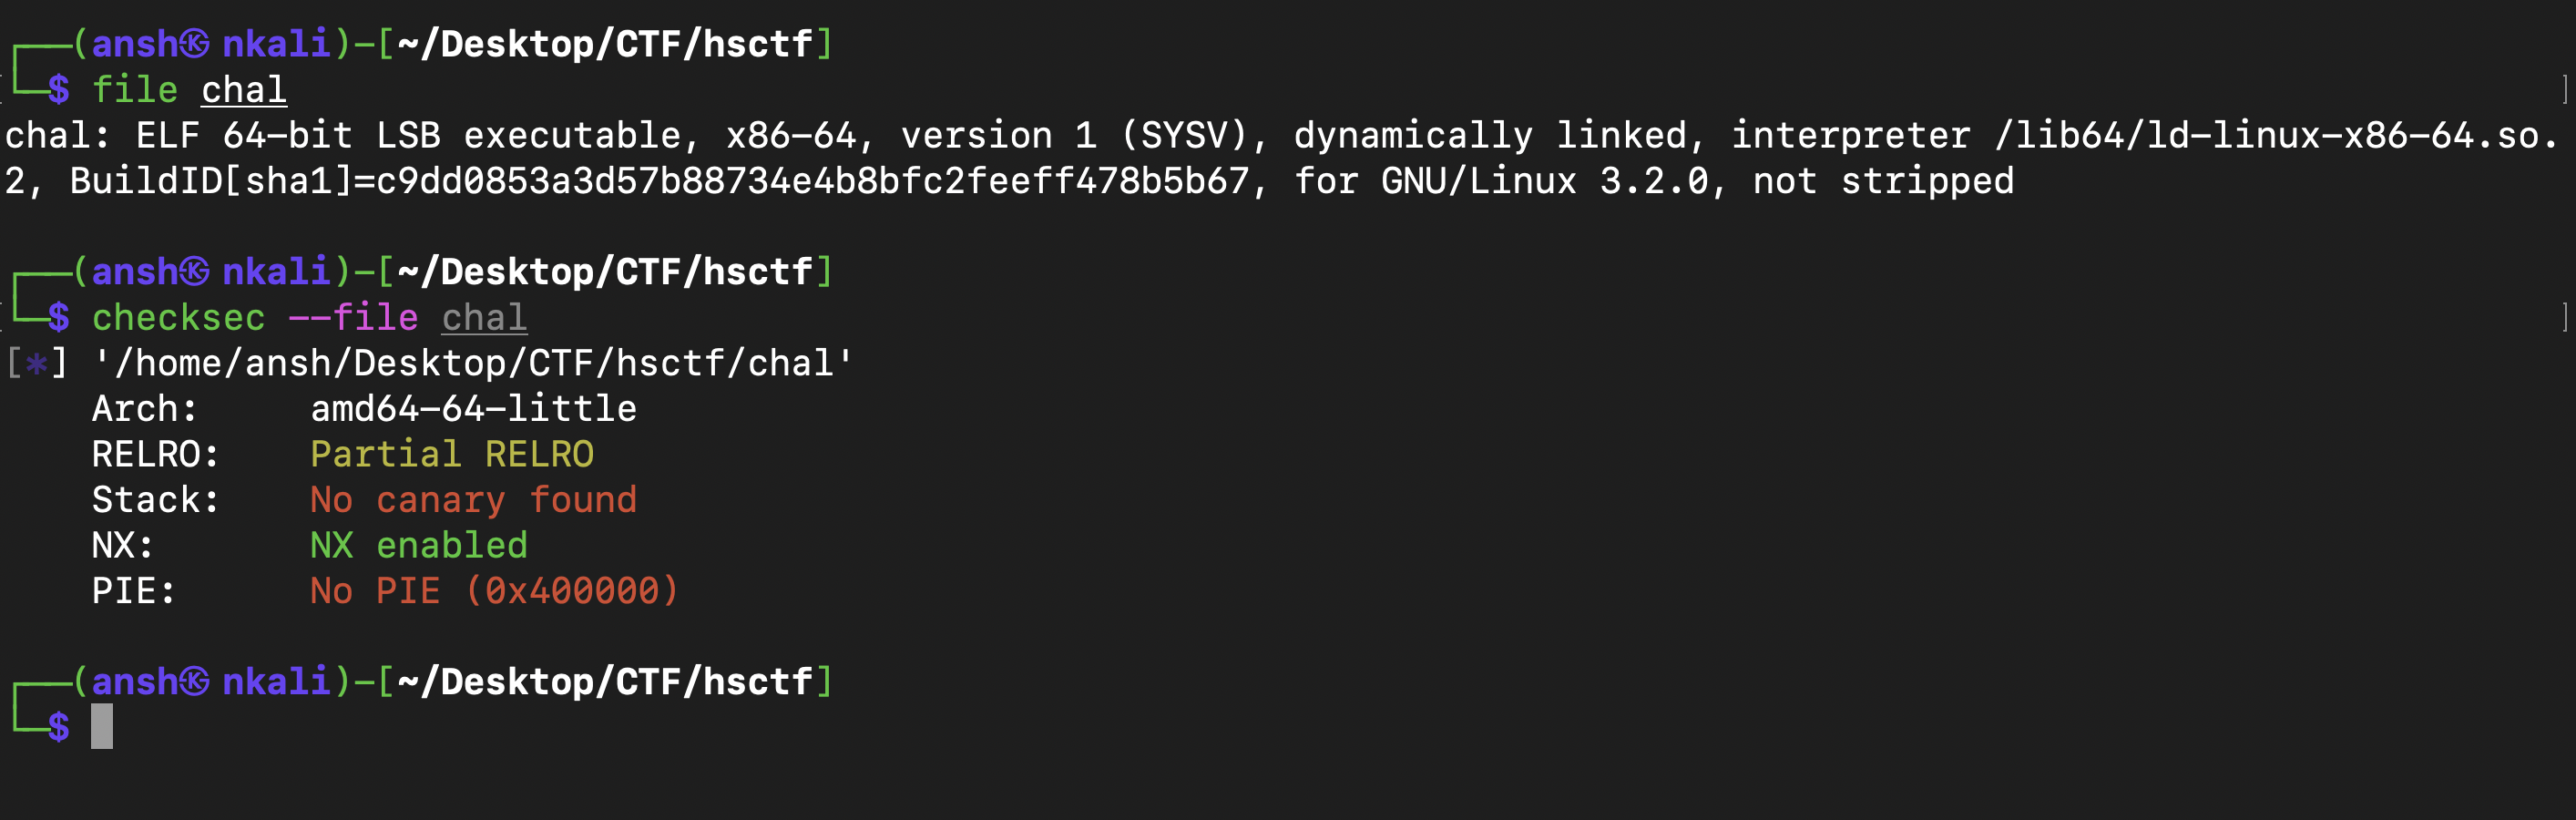 ┌──(ansh㉿nkali)-[~/Desktop/CTF/hsctf]
└─$ file chal
chal: ELF 64-bit LSB executable, x86-64, version 1 (SYSV), dynamically linked, interpreter /lib64/ld-linux-x86-64.so.
2, BuildID[sha1]=c9dd0853a3d57b88734e4b8bfc2feeff478b5b67, for GNU/Linux 3.2.0, not stripped
┌──(ansh㉿nkali)-[~/Desktop/CTF/hsctf]
└─$ checksec --file chal
[*] '/home/ansh/Desktop/CTF/hsctf/chal'
Arch: amd64-64-little
RELRO: Partial RELRO
Stack: No canary found
NX: NX enabled
PIE: No PIE (0x400000)
┌──(ansh㉿nkali)-[~/Desktop/CTF/hsctf]
└─$